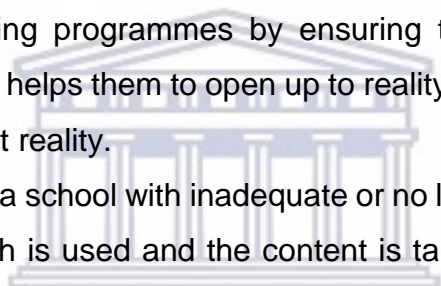 ing programmes by ensuring t
helps them to open up to reality
t reality.
a school with inadequate or no l
h is used and the content is ta